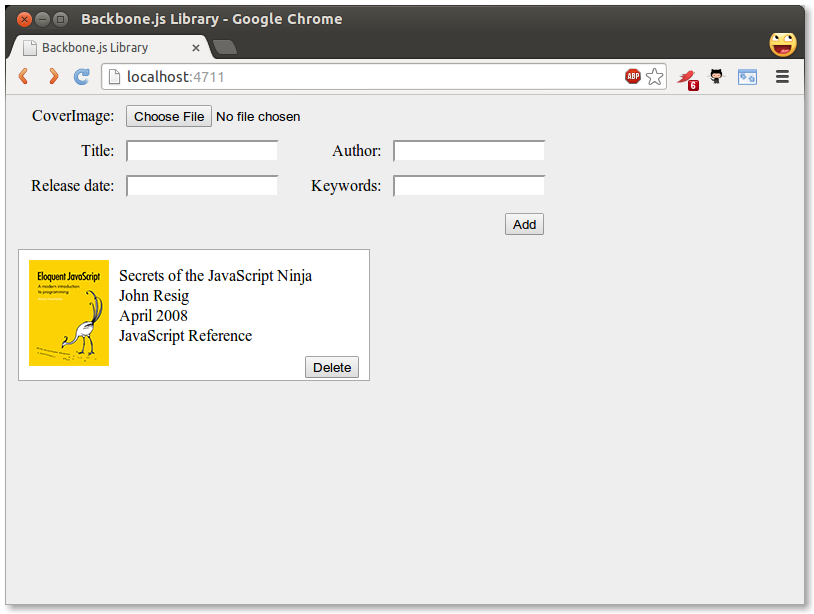 Backbone.js Library - Google Chrome
Backbone.js Library
localhost:4711
ABP
6
CoverImage: Choose File No file chosen
Title: Author:
Release date: Keywords:
Add
Eloquent JavaScript
A modern introduction
to programming
Secrets of the JavaScript Ninja
John Resig
April 2008
JavaScript Reference
Delete